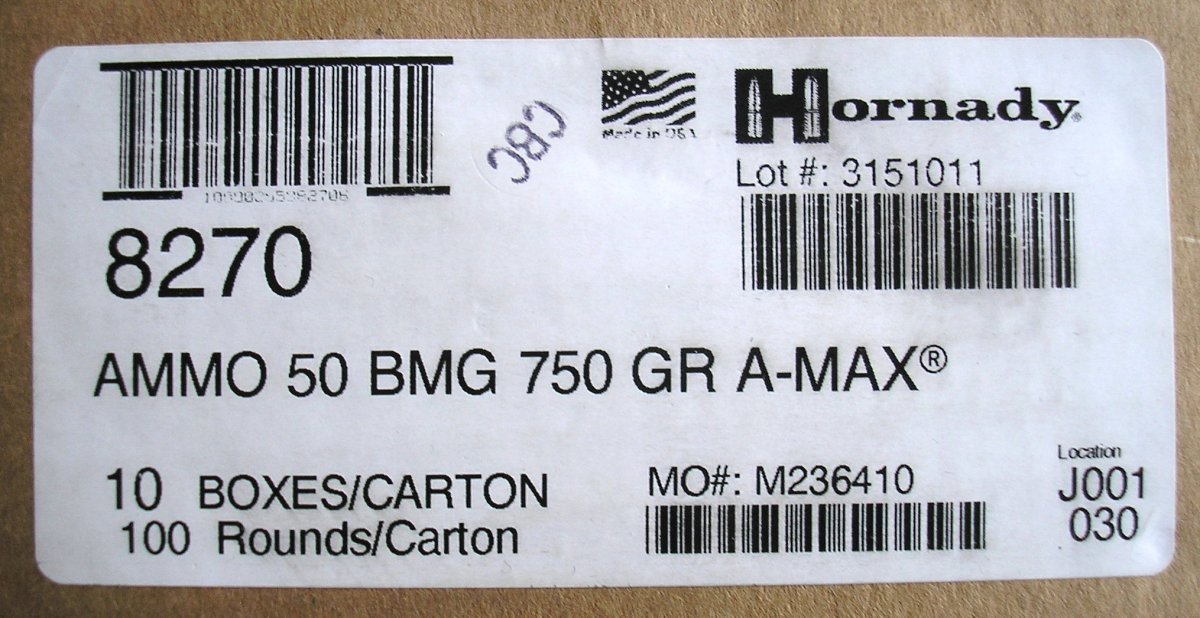 CBC
Made in USA
Hornady®
Lot #: 3151011
8270
AMMO 50 BMG 750 GR A-MAX®
10 BOXES/CARTON
100 Rounds/Carton
MO#: M236410
Location
J001
030